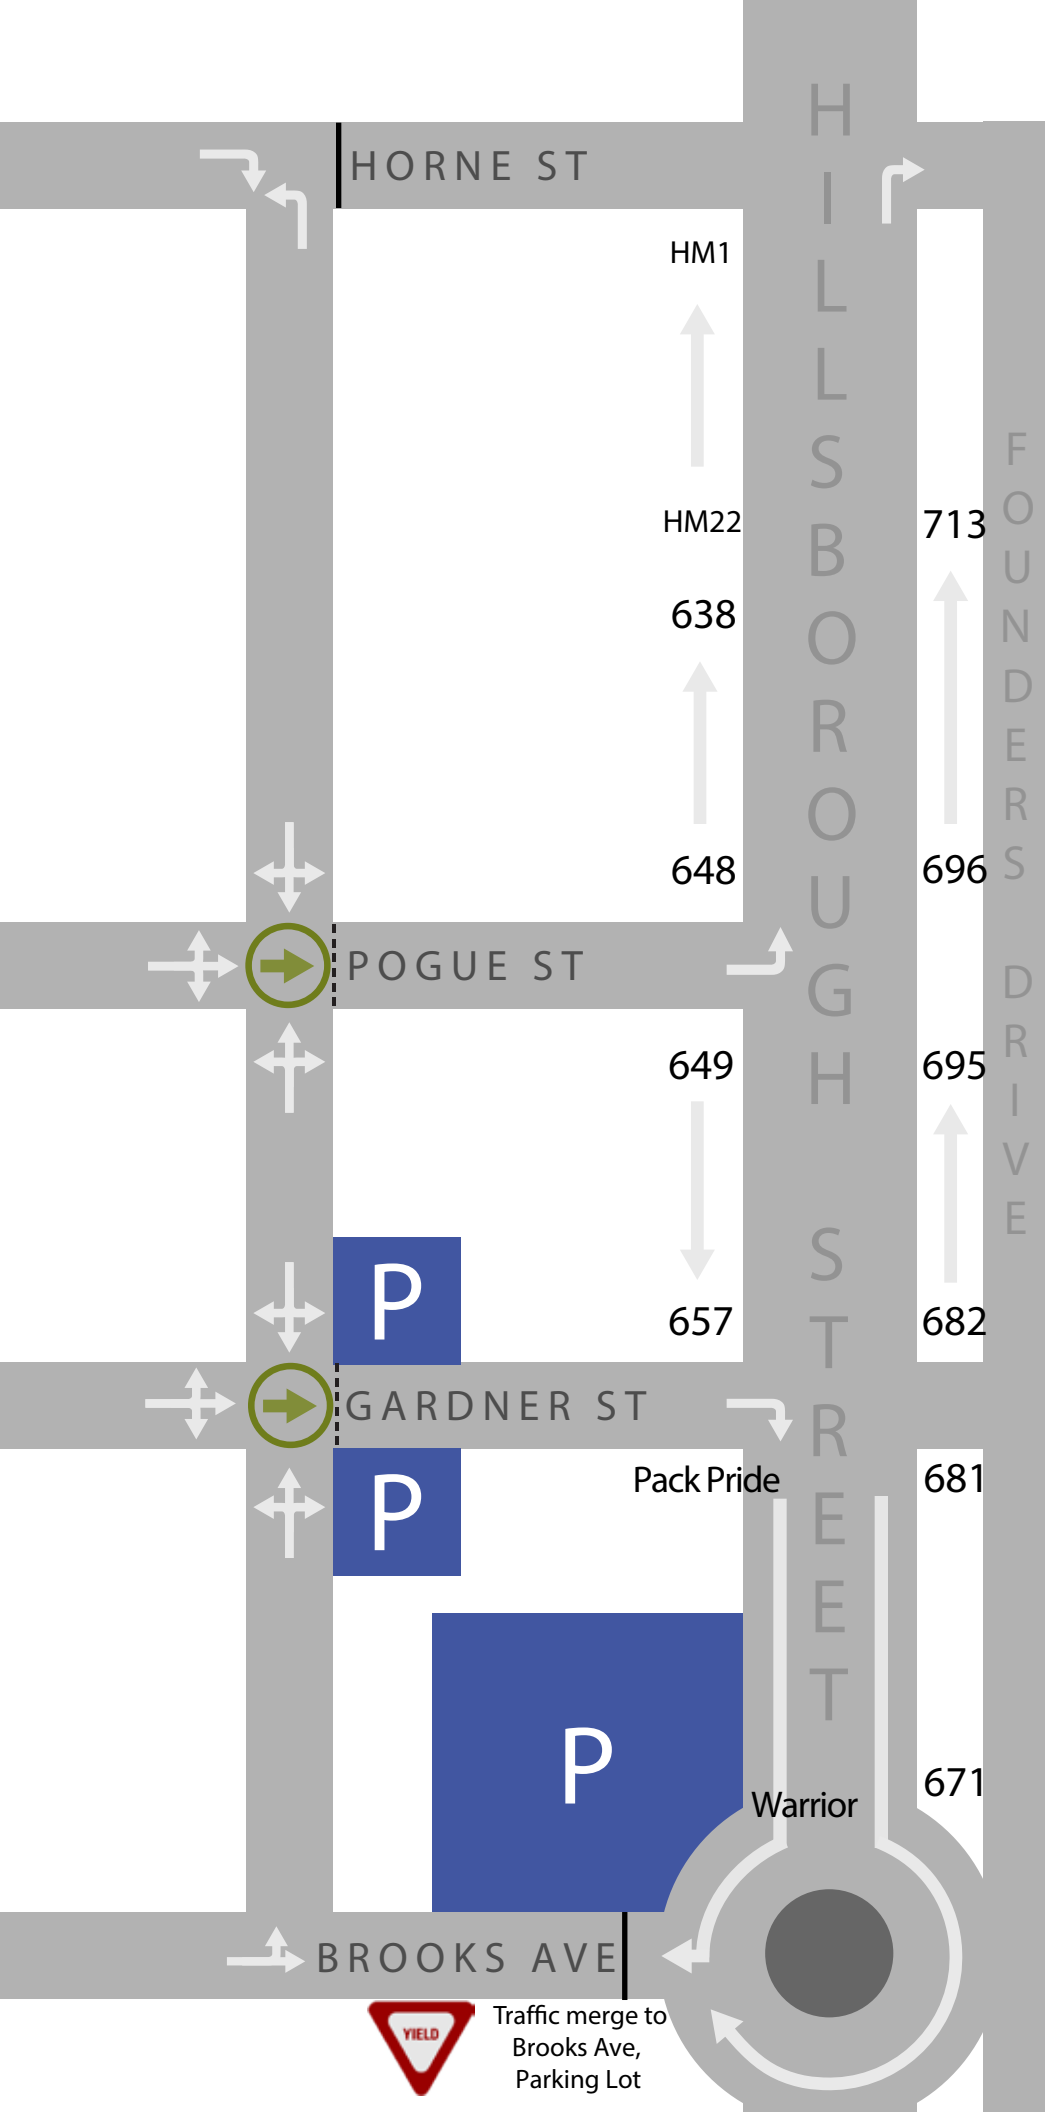 HORNE ST
HILLSBOROUGH STREET
HM1
FOUNDERS DRIVE
HM22
713
638
648
696
POGUE ST
649
695
P
657
682
GARDNER ST
Pack Pride
681
P
P
671
Warrior
BROOKS AVE
YIELD
Traffic merge to
Brooks Ave,
Parking Lot